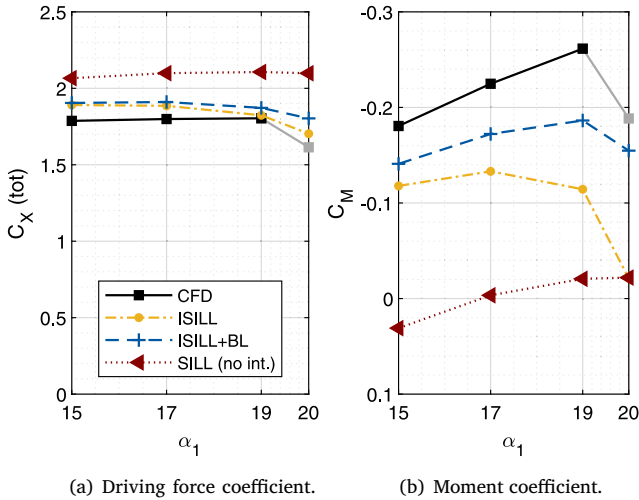 2.5
2
1.5
1
0.5
0
C_X (tot)
CFD
ISILL
ISILL+BL
SILL (no int.)
15
17
19
20
α_1
(a) Driving force coefficient.
-0.3
-0.2
-0.1
0
0.1
C_M
15
17
19
20
α_1
(b) Moment coefficient.